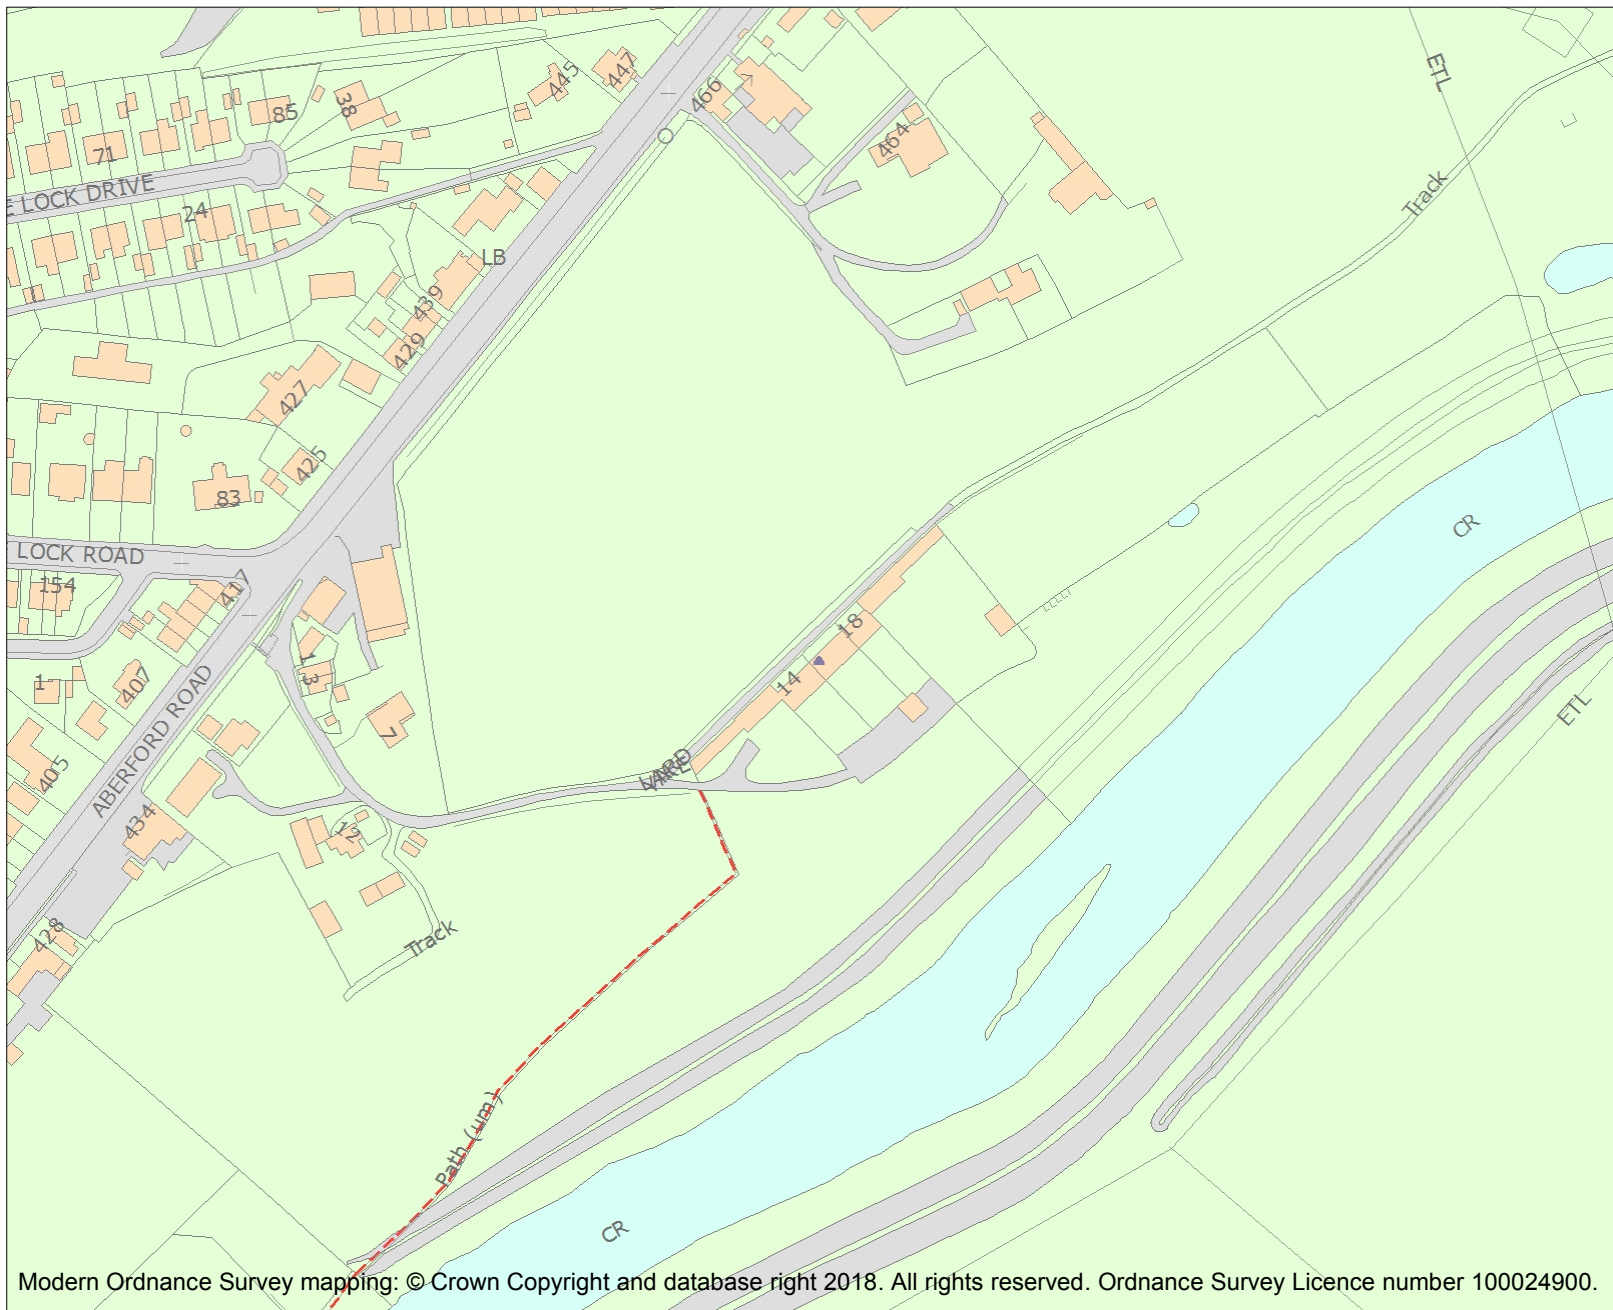 445
447
38
85
466
71
464
ETL
E LOCK DRIVE
24
Track
LB
439
429
427
425
83
LOCK ROAD
CR
154
417
18
1
13
407
14
ABERFORD ROAD
7
ETL
405
434
12
428
Track
Path (um)
CR
Modern Ordnance Survey mapping: © Crown Copyright and database right 2018. All rights reserved. Ordnance Survey Licence number 100024900.